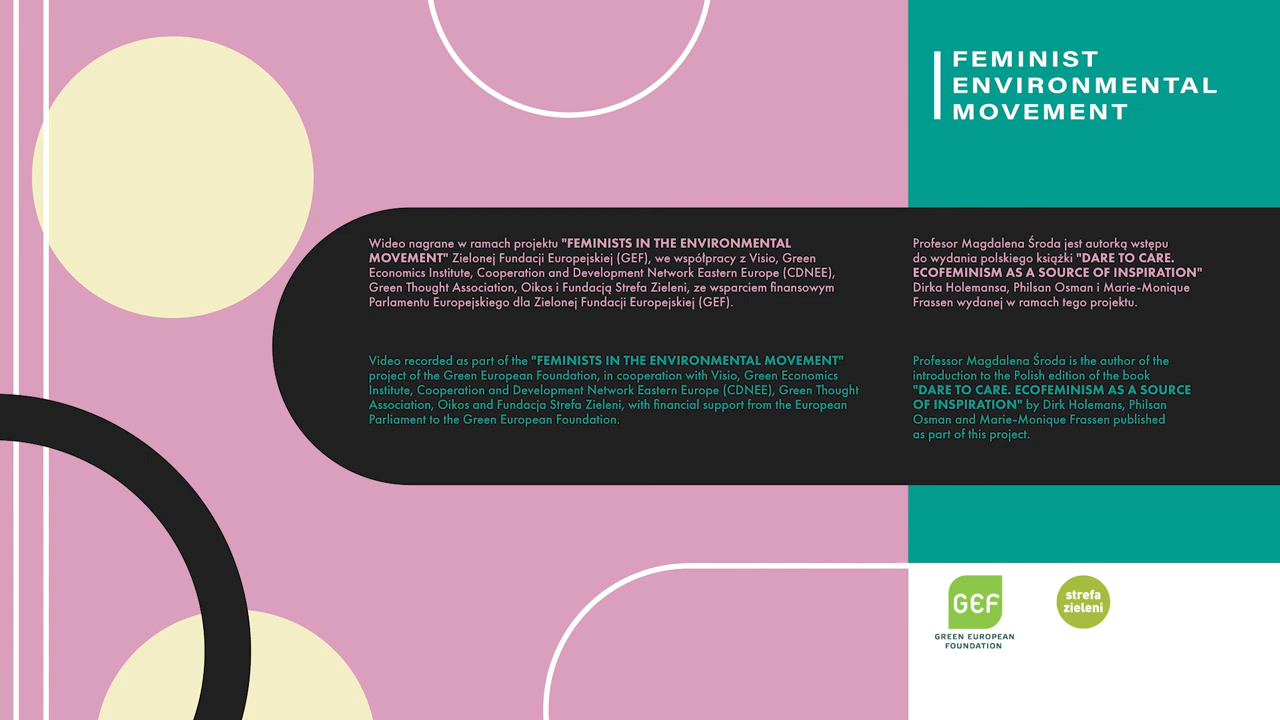 FEMINIST
ENVIRONMENTAL
MOVEMENT
Wideo nagrane w ramach projektu "FEMINISTS IN THE ENVIRONMENTAL
MOVEMENT" Zielonej Fundacji Europejskiej (GEF), we współpracy z Visio, Green
Economics Institute, Cooperation and Development Network Eastern Europe (CDNEE),
Green Thought Association, Oikos i Fundacją Strefa Zieleni, ze wsparciem finansowym
Parlamentu Europejskiego dla Zielonej Fundacji Europejskiej (GEF).
Profesor Magdalena Środa jest autorką wstępu
do wydania polskiego książki "DARE TO CARE.
ECOFEMINISM AS A SOURCE OF INSPIRATION"
Dirka Holemansa, Philsan Osman i Marie-Monique
Frassen wydanej w ramach tego projektu.
Video recorded as part of the "FEMINISTS IN THE ENVIRONMENTAL MOVEMENT"
project of the Green European Foundation, in cooperation with Visio, Green Economics
Institute, Cooperation and Development Network Eastern Europe (CDNEE), Green Thought
Association, Oikos and Fundacja Strefa Zieleni, with financial support from the European
Parliament to the Green European Foundation.
Professor Magdalena Środa is the author of the
introduction to the Polish edition of the book
"DARE TO CARE. ECOFEMINISM AS A SOURCE
OF INSPIRATION" by Dirk Holemans, Philsan
Osman and Marie-Monique Frassen published
as part of this project.
GEF
GREEN EUROPEAN
FOUNDATION
strefa
zieleni